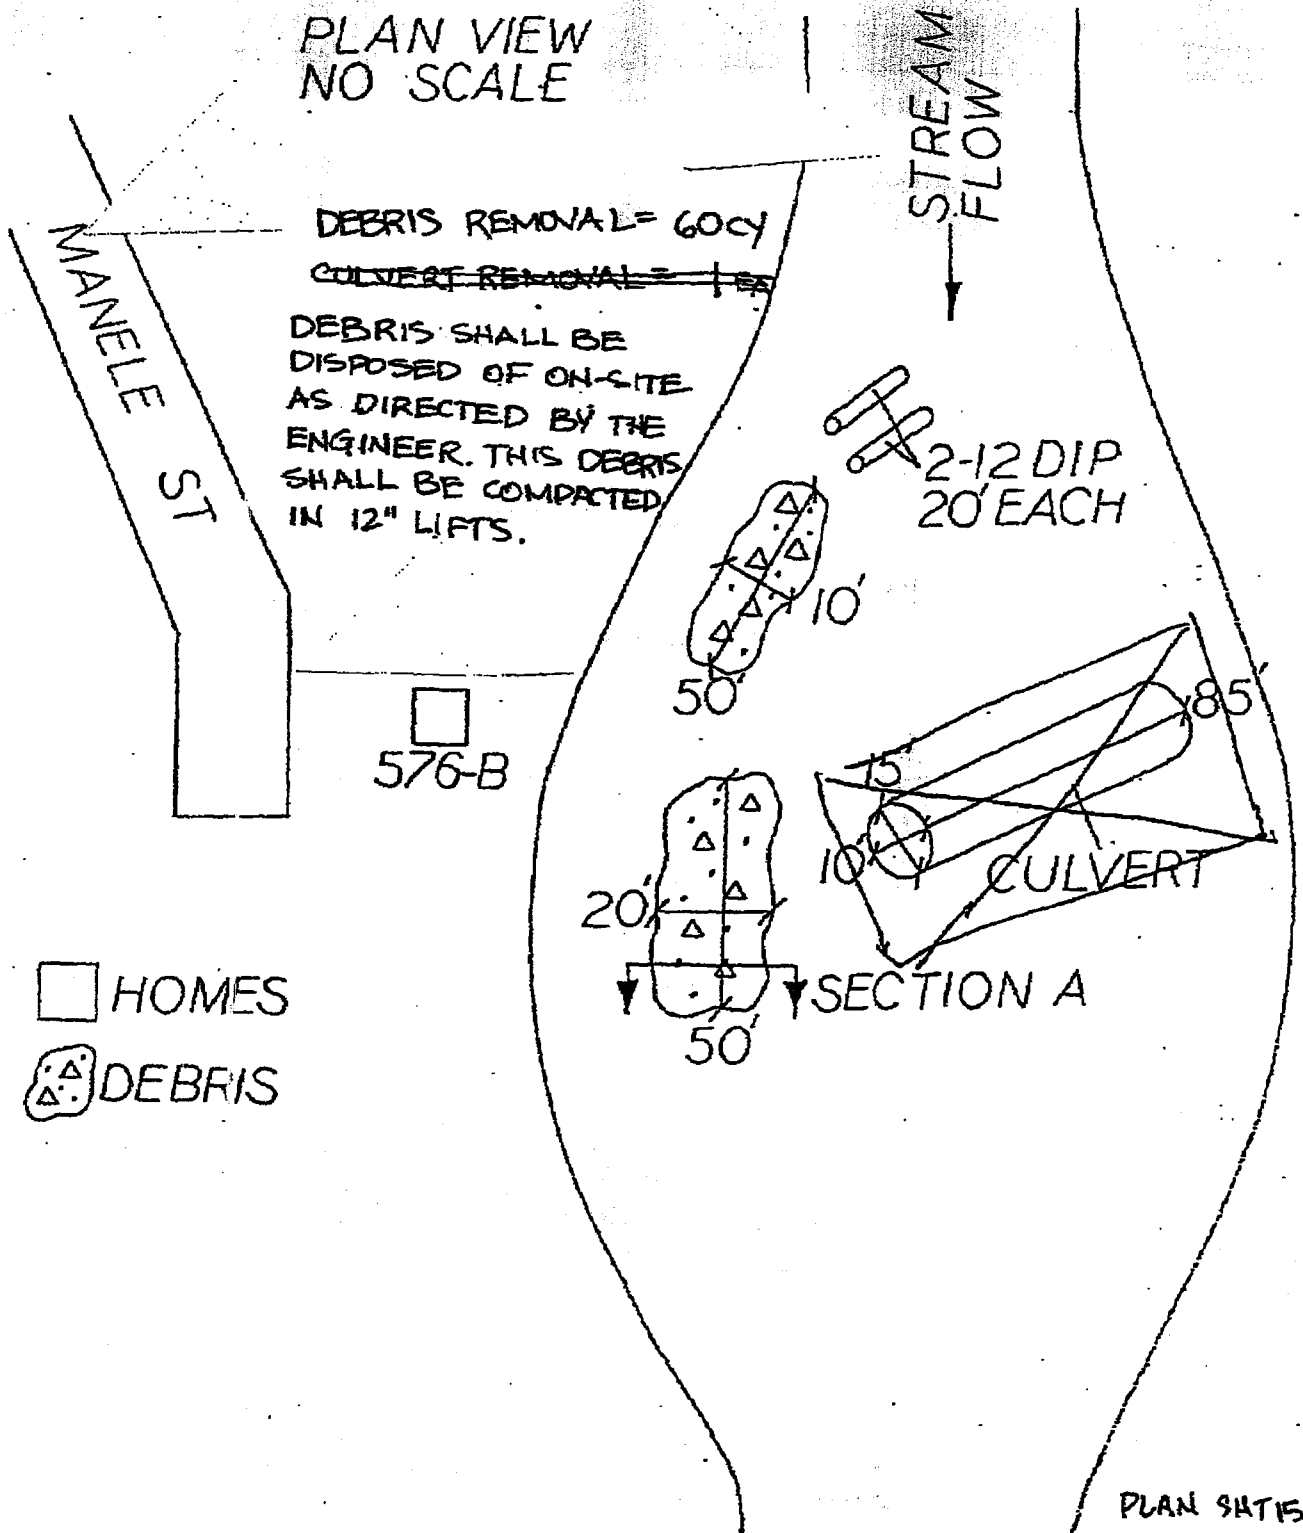 PLAN VIEW
NO SCALE
STREAM
FLOW
MANELE ST
DEBRIS REMOVAL = 60CY
CULVERT REMOVAL = 1 EA
DEBRIS SHALL BE
DISPOSED OF ON-SITE
AS DIRECTED BY THE
ENGINEER. THIS DEBRIS
SHALL BE COMPACTED
IN 12" LIFTS.
2-12 DIP
20' EACH
10'
50'
85'
576-B
15'
10'
CULVERT
20'
SECTION A
50'
HOMES
DEBRIS
PLAN SHT 15